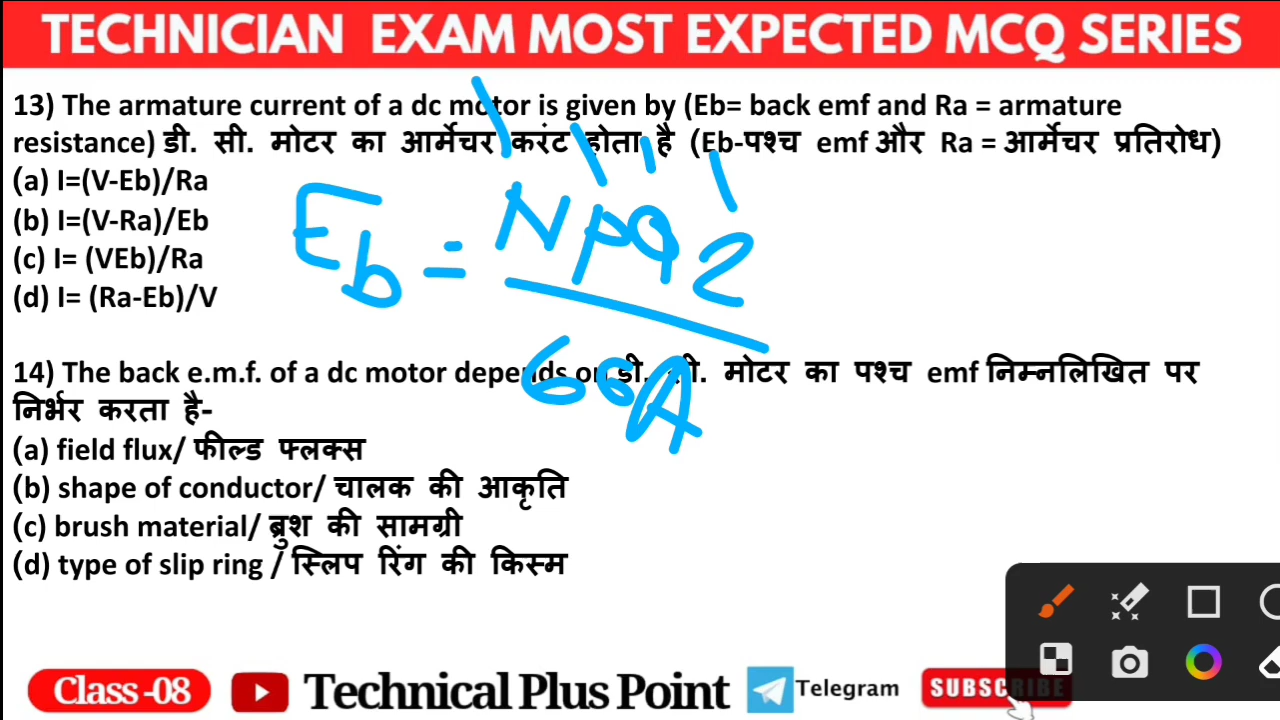 TECHNICIAN EXAM MOST EXPECTED MCQ SERIES
13) The armature current of a dc motor is given by (Eb= back emf and Ra = armature
resistance) डी. सी. मोटर का आर्मेचर करंट होता है (Eb-पश्च emf और Ra = आर्मेचर प्रतिरोध)
(a) I=(V-Eb)/Ra
(b) I=(V-Ra)/Eb
(c) I= (VEb)/Ra
(d) I= (Ra-Eb)/V
Eb =
60A
14) The back e.m.f. of a dc motor depends on डी. सी. मोटर का पश्च emf निम्नलिखित पर
निर्भर करता है-
(a) field flux/ फील्ड फ्लक्स
(b) shape of conductor/ चालक की आकृति
(c) brush material/ ब्रुश की सामग्री
(d) type of slip ring / स्लिप रिंग की किस्म
Class -08 Technical Plus Point Telegram SUBSCRIBE